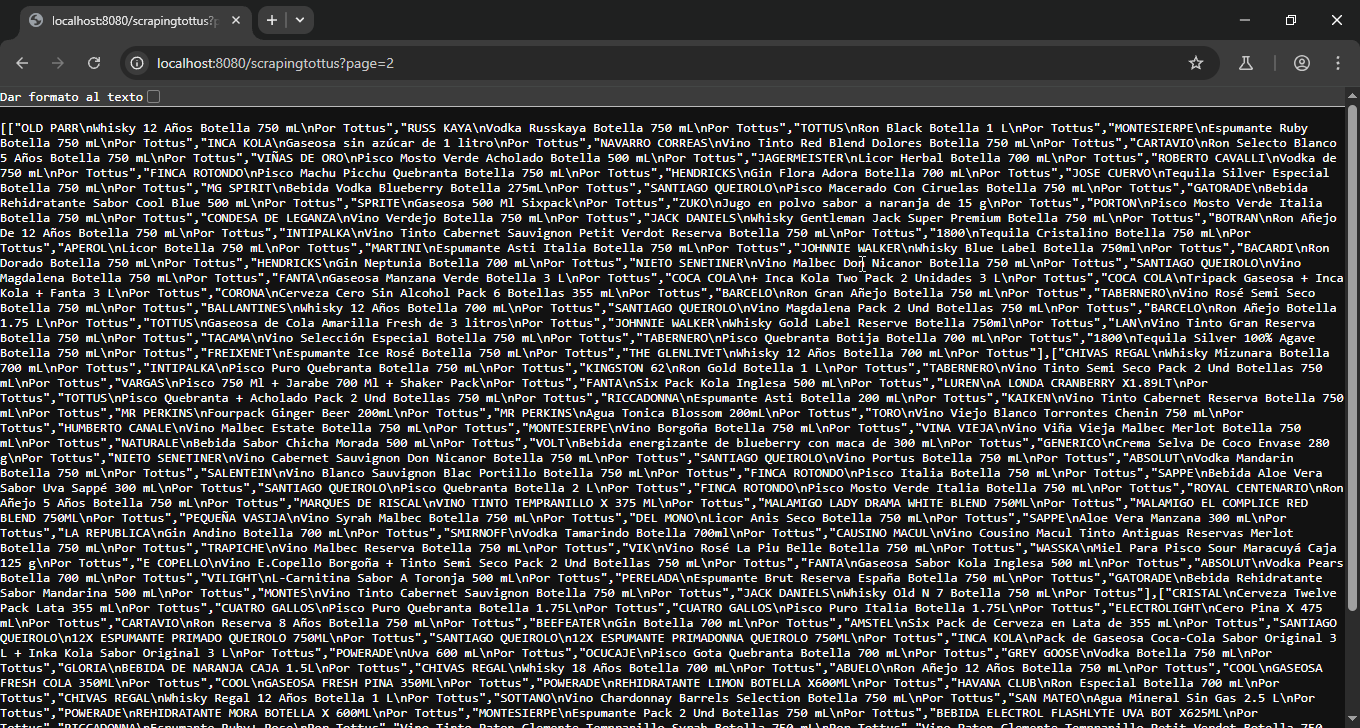 localhost:8080/scrapingtottus?p
localhost:8080/scrapingtottus?page=2
Dar formato al texto
[["OLD PARR\nWhisky 12 Años Botella 750 mL\nPor Tottus","RUSS KAYA\nVodka Russkaya Botella 750 mL\nPor Tottus","TOTTUS\nRon Black Botella 1 L\nPor Tottus","MONTESIERPE\nEspumante Ruby
Botella 750 mL\nPor Tottus","INCA KOLA\nGaseosa sin azúcar de 1 litro\nPor Tottus","NAVARRO CORREAS\nVino Tinto Red Blend Dolores Botella 750 mL\nPor Tottus","CARTAVIO\nRon Selecto Blanco
5 Años Botella 750 mL\nPor Tottus","VIÑAS DE ORO\nPisco Mosto Verde Acholado Botella 500 mL\nPor Tottus","JAGERMEISTER\nLicor Herbal Botella 700 mL\nPor Tottus","ROBERTO CAVALLI\nVodka de
750 mL\nPor Tottus","FINCA ROTONDO\nPisco Machu Picchu Quebranta Botella 750 mL\nPor Tottus","HENDRICKS\nGin Flora Adora Botella 700 mL\nPor Tottus","JOSE CUERVO\nTequila Silver Especial
Botella 750 mL\nPor Tottus","MG SPIRIT\nBebida Vodka Blueberry Botella 275mL\nPor Tottus","SANTIAGO QUEIROLO\nPisco Macerado Con Ciruelas Botella 750 mL\nPor Tottus","GATORADE\nBebida
Rehidratante Sabor Cool Blue 500 mL\nPor Tottus","SPRITE\nGaseosa 500 Ml Sixpack\nPor Tottus","ZUKO\nJugo en polvo sabor a naranja de 15 g\nPor Tottus","PORTON\nPisco Mosto Verde Italia
Botella 750 mL\nPor Tottus","CONDESA DE LEGANZA\nVino Verdejo Botella 750 mL\nPor Tottus","JACK DANIELS\nWhisky Gentleman Jack Super Premium Botella 750 mL\nPor Tottus","BOTRAN\nRon Añejo
De 12 Años Botella 750 mL\nPor Tottus","INTIPALKA\nVino Tinto Cabernet Sauvignon Petit Verdot Reserva Botella 750 mL\nPor Tottus","1800\nTequila Cristalino Botella 750 mL\nPor
Tottus","APEROL\nLicor Botella 750 mL\nPor Tottus","MARTINI\nEspumante Asti Italia Botella 750 mL\nPor Tottus","JOHNNIE WALKER\nWhisky Blue Label Botella 750ml\nPor Tottus","BACARDI\nRon
Dorado Botella 750 mL\nPor Tottus","HENDRICKS\nGin Neptunia Botella 700 mL\nPor Tottus","NIETO SENETINER\nVino Malbec Don Nicanor Botella 750 mL\nPor Tottus","SANTIAGO QUEIROLO\nVino
Magdalena Botella 750 mL\nPor Tottus","FANTA\nGaseosa Manzana Verde Botella 3 L\nPor Tottus","COCA COLA\n+ Inca Kola Two Pack 2 Unidades 3 L\nPor Tottus","COCA COLA\nTripack Gaseosa + Inca
Kola + Fanta 3 L\nPor Tottus","CORONA\nCerveza Cero Sin Alcohol Pack 6 Botellas 355 mL\nPor Tottus","BARCELO\nRon Gran Añejo Botella 750 mL\nPor Tottus","TABERNERO\nVino Rosé Semi Seco
Botella 750 mL\nPor Tottus","BALLANTINES\nWhisky 12 Años Botella 700 mL\nPor Tottus","SANTIAGO QUEIROLO\nVino Magdalena Pack 2 Und Botellas 750 mL\nPor Tottus","BARCELO\nRon Añejo Botella
1.75 L\nPor Tottus","TOTTUS\nGaseosa de Cola Amarilla Fresh de 3 litros\nPor Tottus","JOHNNIE WALKER\nWhisky Gold Label Reserve Botella 750ml\nPor Tottus","LAN\nVino Tinto Gran Reserva
Botella 750 mL\nPor Tottus","TACAMA\nVino Selección Especial Botella 750 mL\nPor Tottus","TABERNERO\nPisco Quebranta Botija Botella 700 mL\nPor Tottus","1800\nTequila Silver 100% Agave
Botella 750 mL\nPor Tottus","FREIXENET\nEspumante Ice Rosé Botella 750 mL\nPor Tottus","THE GLENLIVET\nWhisky 12 Años Botella 700 mL\nPor Tottus"],["CHIVAS REGAL\nWhisky Mizunara Botella
700 mL\nPor Tottus","INTIPALKA\nPisco Puro Quebranta Botella 750 mL\nPor Tottus","KINGSTON 62\nRon Gold Botella 1 L\nPor Tottus","TABERNERO\nVino Tinto Semi Seco Pack 2 Und Botellas 750
mL\nPor Tottus","VARGAS\nPisco 750 Ml + Jarabe 700 Ml + Shaker Pack\nPor Tottus","FANTA\nSix Pack Kola Inglesa 500 mL\nPor Tottus","LUREN\nA LONDA CRANBERRY X1.89LT\nPor
Tottus","TOTTUS\nPisco Quebranta + Acholado Pack 2 Und Botellas 750 mL\nPor Tottus","RICCADONNA\nEspumante Asti Botella 200 mL\nPor Tottus","KAIKEN\nVino Tinto Cabernet Reserva Botella 750
mL\nPor Tottus","MR PERKINS\nFourpack Ginger Beer 200mL\nPor Tottus","MR PERKINS\nAgua Tonica Blossom 200mL\nPor Tottus","TORO\nVino Viejo Blanco Torrontes Chenin 750 mL\nPor
Tottus","HUMBERTO CANALE\nVino Malbec Estate Botella 750 mL\nPor Tottus","MONTESIERPE\nVino Borgoña Botella 750 mL\nPor Tottus","VINA VIEJA\nVino Viña Vieja Malbec Merlot Botella 750
mL\nPor Tottus","NATURALE\nBebida Sabor Chicha Morada 500 mL\nPor Tottus","VOLT\nBebida energizante de blueberry con maca de 300 mL\nPor Tottus","GENERICO\nCrema Selva De Coco Envase 280
g\nPor Tottus","NIETO SENETINER\nVino Cabernet Sauvignon Don Nicanor Botella 750 mL\nPor Tottus","SANTIAGO QUEIROLO\nVino Portus Botella 750 mL\nPor Tottus","ABSOLUT\nVodka Mandarin
Botella 750 mL\nPor Tottus","SALENTEIN\nVino Blanco Sauvignon Blac Portillo Botella 750 mL\nPor Tottus","FINCA ROTONDO\nPisco Italia Botella 750 mL\nPor Tottus","SAPPE\nBebida Aloe Vera
Sabor Uva Sappé 300 mL\nPor Tottus","SANTIAGO QUEIROLO\nPisco Quebranta Botella 2 L\nPor Tottus","FINCA ROTONDO\nPisco Mosto Verde Italia Botella 750 mL\nPor Tottus","ROYAL CENTENARIO\nRon
Añejo 5 Años Botella 750 mL\nPor Tottus","MARQUES DE RISCAL\nVINO TINTO TEMPRANILLO X 375 ML\nPor Tottus","MALAMIGO LADY DRAMA WHITE BLEND 750ML\nPor Tottus","MALAMIGO EL COMPLICE RED
BLEND 750ML\nPor Tottus","PEQUEÑA VASIJA\nVino Syrah Malbec Botella 750 mL\nPor Tottus","DEL MONO\nLicor Anis Seco Botella 750 mL\nPor Tottus","SAPPE\nAloe Vera Manzana 300 mL\nPor
Tottus","LA REPUBLICA\nGin Andino Botella 700 mL\nPor Tottus","SMIRNOFF\nVodka Tamarindo Botella 700ml\nPor Tottus","CAUSINO MACUL\nVino Cousino Macul Tinto Antiguas Reservas Merlot
Botella 750 mL\nPor Tottus","TRAPICHE\nVino Malbec Reserva Botella 750 mL\nPor Tottus","VIK\nVino Rosé La Piu Belle Botella 750 mL\nPor Tottus","WASSKA\nMiel Para Pisco Sour Maracuyá Caja
125 g\nPor Tottus","E COPELLO\nVino E.Copello Borgoña + Tinto Semi Seco Pack 2 Und Botellas 750 mL\nPor Tottus","FANTA\nGaseosa Sabor Kola Inglesa 500 mL\nPor Tottus","ABSOLUT\nVodka Pears
Botella 700 mL\nPor Tottus","VILIGHT\nL-Carnitina Sabor A Toronja 500 mL\nPor Tottus","PERELADA\nEspumante Brut Reserva España Botella 750 mL\nPor Tottus","GATORADE\nBebida Rehidratante
Sabor Mandarina 500 mL\nPor Tottus","MONTES\nVino Tinto Cabernet Sauvignon Botella 750 mL\nPor Tottus","JACK DANIELS\nWhisky Old N 7 Botella 750 mL\nPor Tottus"],["CRISTAL\nCerveza Twelve
Pack Lata 355 mL\nPor Tottus","CUATRO GALLOS\nPisco Puro Quebranta Botella 1.75L\nPor Tottus","CUATRO GALLOS\nPisco Puro Italia Botella 1.75L\nPor Tottus","ELECTROLIGHT\nCero Pina X 475
mL\nPor Tottus","CARTAVIO\nRon Reserva 8 Años Botella 750 mL\nPor Tottus","BEEFEATER\nGin Botella 700 mL\nPor Tottus","AMSTEL\nSix Pack de Cerveza en Lata de 355 mL\nPor Tottus","SANTIAGO
QUEIROLO\n12X ESPUMANTE PRIMADO QUEIROLO 750ML\nPor Tottus","SANTIAGO QUEIROLO\n12X ESPUMANTE PRIMADONNA QUEIROLO 750ML\nPor Tottus","INCA KOLA\nPack de Gaseosa Coca-Cola Sabor Original 3
L + Inka Kola Sabor Original 3 L\nPor Tottus","POWERADE\nUva 600 mL\nPor Tottus","OCUCAJE\nPisco Gota Quebranta Botella 700 mL\nPor Tottus","GREY GOOSE\nVodka Botella 750 mL\nPor
Tottus","GLORIA\nBEBIDA DE NARANJA CAJA 1.5L\nPor Tottus","CHIVAS REGAL\nWhisky 18 Años Botella 700 mL\nPor Tottus","ABUELO\nRon Añejo 12 Años Botella 750 mL\nPor Tottus","COOL\nGASEOSA
FRESH COLA 350ML\nPor Tottus","COOL\nGASEOSA FRESH PINA 350ML\nPor Tottus","POWERADE\nREHIDRATANTE LIMON BOTELLA X600ML\nPor Tottus","HAVANA CLUB\nRon Especial Botella 700 mL\nPor
Tottus","CHIVAS REGAL\nWhisky Regal 12 Años Botella 1 L\nPor Tottus","SOTTANO\nVino Chardonnay Barrels Selection Botella 750 mL\nPor Tottus","SAN MATEO\nAgua Mineral Sin Gas 2.5 L\nPor
Tottus","POWERADE\nREHIDRATANTE MORA BOTELLA X 600ML\nPor Tottus","MONTESIERPE\nEspumante Pack 2 Und Botellas 750 mL\nPor Tottus","BEBIDA ELECTROL FLASHLYTE UVA BOT X625ML\nPor